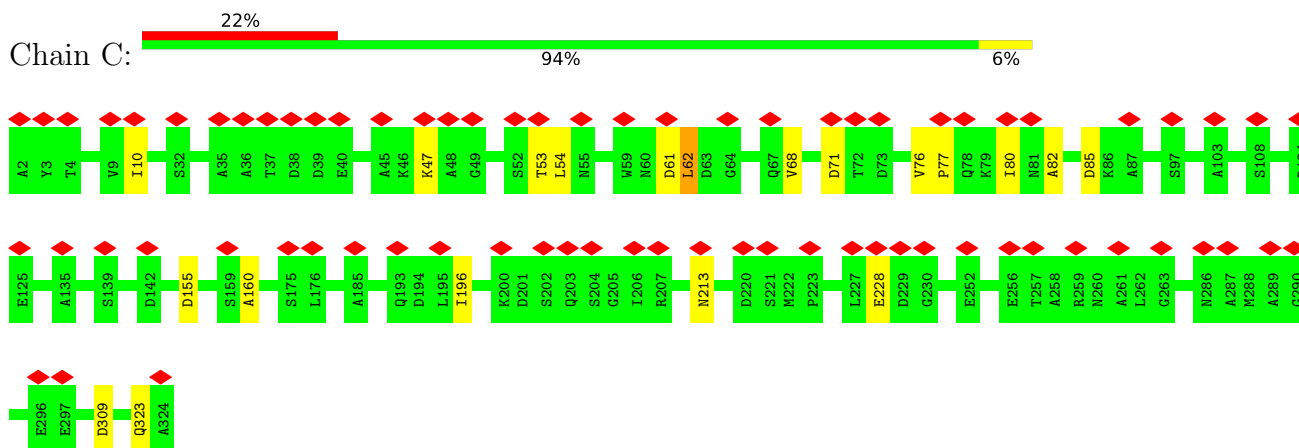 22%
Chain C:
94% 6%
A2 Y3 T4 V9 I10 S32 A35 A36 T37 D38 D39 E40 A45 K46 K47 A48 G49 S52 T53 L54 N55 W59 N60 D61 L62 D63 G64 Q67 V68 D71 T72 D73 V76 P77 Q78 K79 I80 N81 A82 D85 K86 A87 S97 A103 S108
E125 A135 S139 D142 D155 S159 A160 S175 L176 A185 Q193 D194 L195 T196 K200 D201 S202 Q203 S204 G205 I206 R207 N213 D220 S221 M222 P223 L227 E228 D229 G230 E252 E256 T257 A258 R259 N260 A261 L262 G263 N286 A287 M288 A289 G290
E296 E297 D309 Q323 A324